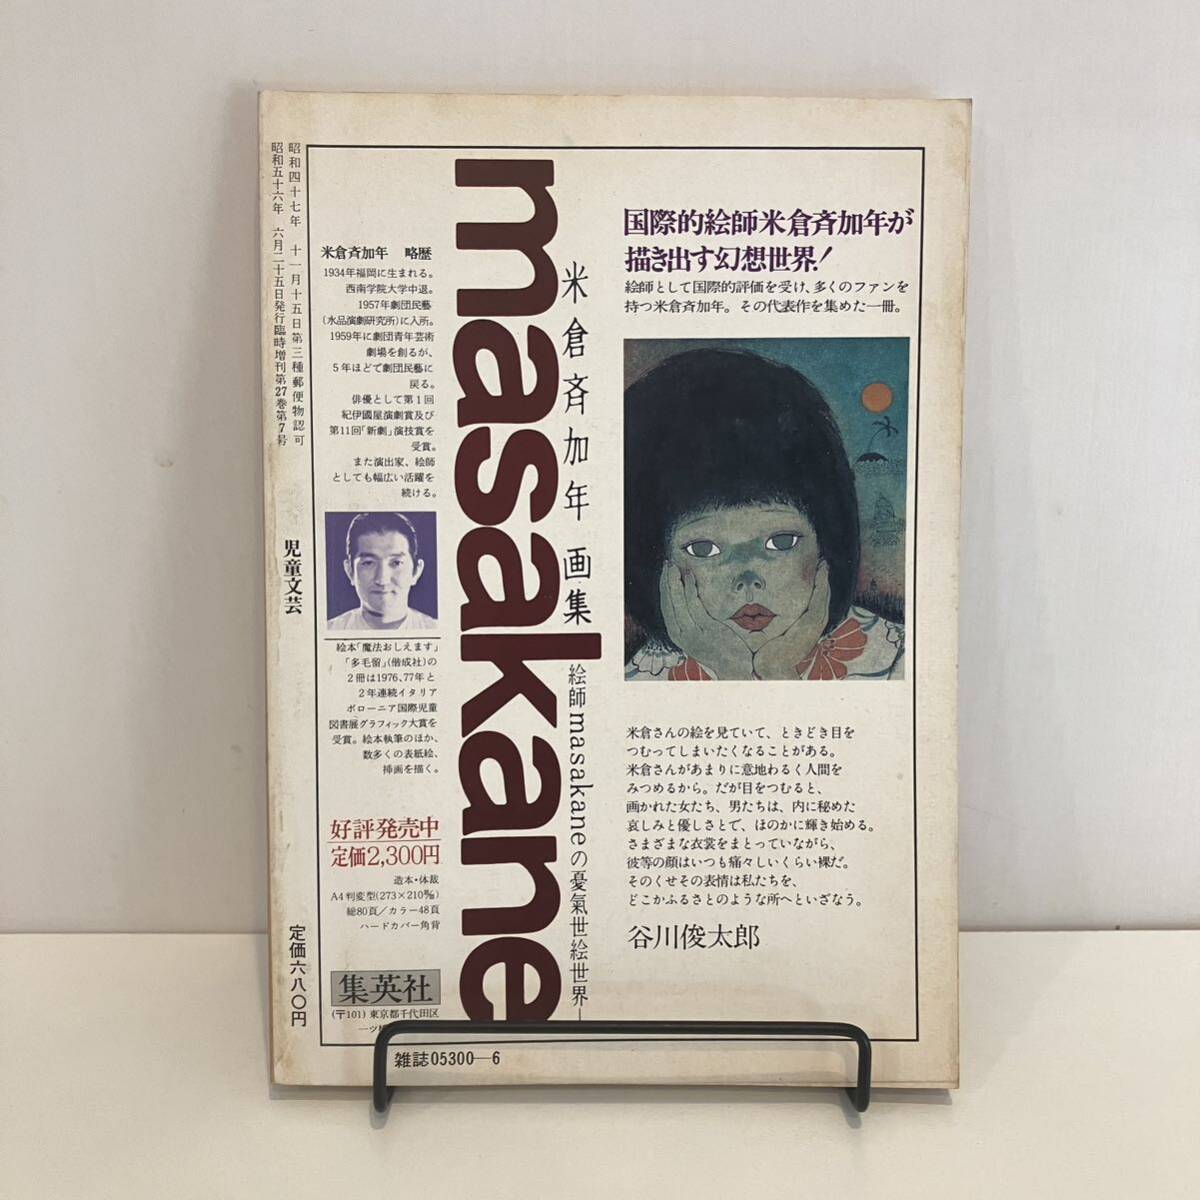 昭和四十七年 十一月十五日第三種郵便物認可
昭和五十六年 六月二十五日発行臨時増刊第27巻第7号
児童文芸
定価六八〇円
国際的絵師米倉斉加年が
描き出す幻想世界!
絵師として国際的評価を受け、多くのファンを
持つ米倉斉加年。その代表作を集めた一冊。
米倉さんの絵を見ていて、ときどき目を
つむってしまいたくなることがある。
米倉さんがあまりに意地わるく人間を
みつめるから。だが目をつむると、
画かれた女たち、男たちは、内に秘めた
哀しみと優しさとで、ほのかに輝き始める。
さまざまな衣裳をまとっていながら、
彼等の顔はいつも痛々しいくらい裸だ。
そのくせその表情は私たちを、
どこかふるさとのような所へといざなう。
谷川俊太郎
米倉斉加年 画集
絵師masakaneの憂氣世絵世界―
masakane
米倉斉加年 略歴
1934年福岡に生まれる。
西南学院大学中退。
1957年劇団民藝
(水品演劇研究所)に入所。
1959年に劇団青年芸術
劇場を創るが、
5年ほどで劇団民藝に
戻る。
俳優として第1回
紀伊國屋演劇賞及び
第11回「新劇」演技賞を
受賞。
また演出家、絵師
としても幅広い活躍を
続ける。
絵本「魔法おしえます」
「多毛留」(偕成社)の
2冊は1976、77年と
2年連続イタリア
ボローニア国際児童
図書展グラフィック大賞を
受賞。絵本執筆のほか、
数多くの表紙絵、
挿画を描く。
好評発売中
定価2,300円
造本・体裁
A4判変型(273×210㎜)
総80頁/カラー48頁
ハードカバー角背
集英社
(〒101)東京都千代田区
一ツ
雑誌05300—6